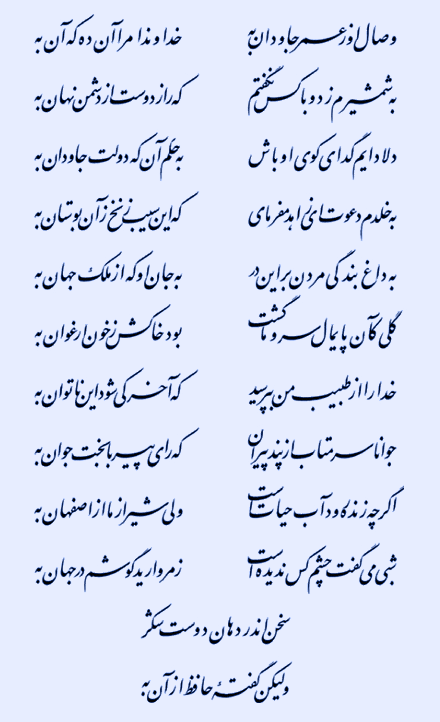 وصال او ز عمر جاودان به خداوندا مرا آن ده که آن به
به شمشیرم زد و با کس نگفتم که راز دوست از دشمن نهان به
دلا دایم گدای کوی او باش به حکم آن که دولت جاودان به
به خلدم دعوت ای زاهد مفرمای که این سیب زنخ زآن بوستان به
به داغ بندگی مردن بر این در به جان او که از ملک جهان به
گلی کآن پایمال سرو ما گشت بود خاکش ز خون ارغوان به
خدا را از طبیب من بپرسید که آخر کی شود این ناتوان به
جوانا سر متاب از پند پیران که رای پیر از بخت جوان به
اگرچه زنده‌رود آب حیات است ولی شیراز ما از اصفهان به
شبی می‌گفت چشم کس ندیده است ز مروارید گوشم در جهان به
سخن اندر دهان دوست شکر
ولیکن گفتهٔ حافظ از آن به